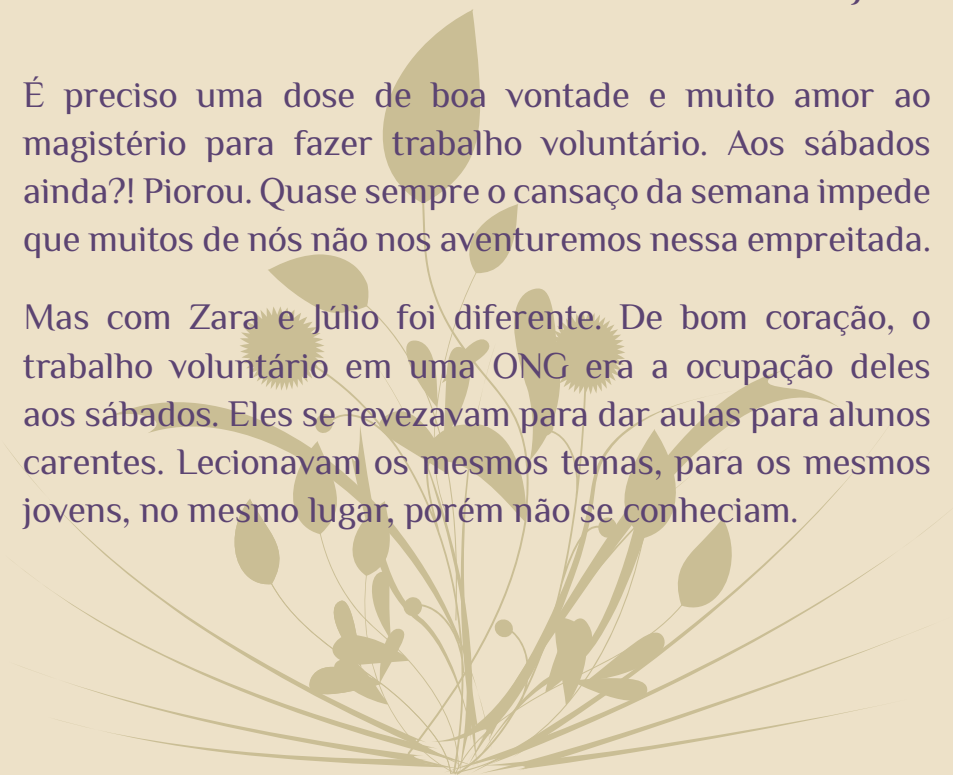 É preciso uma dose de boa vontade e muito amor ao
magistério para fazer trabalho voluntário. Aos sábados
ainda?! Piorou. Quase sempre o cansaço da semana impede
que muitos de nós não nos aventuremos nessa empreitada.
Mas com Zara e Júlio foi diferente. De bom coração, o
trabalho voluntário em uma ONG era a ocupação deles
aos sábados. Eles se revezavam para dar aulas para alunos
carentes. Lecionavam os mesmos temas, para os mesmos
jovens, no mesmo lugar, porém não se conheciam.